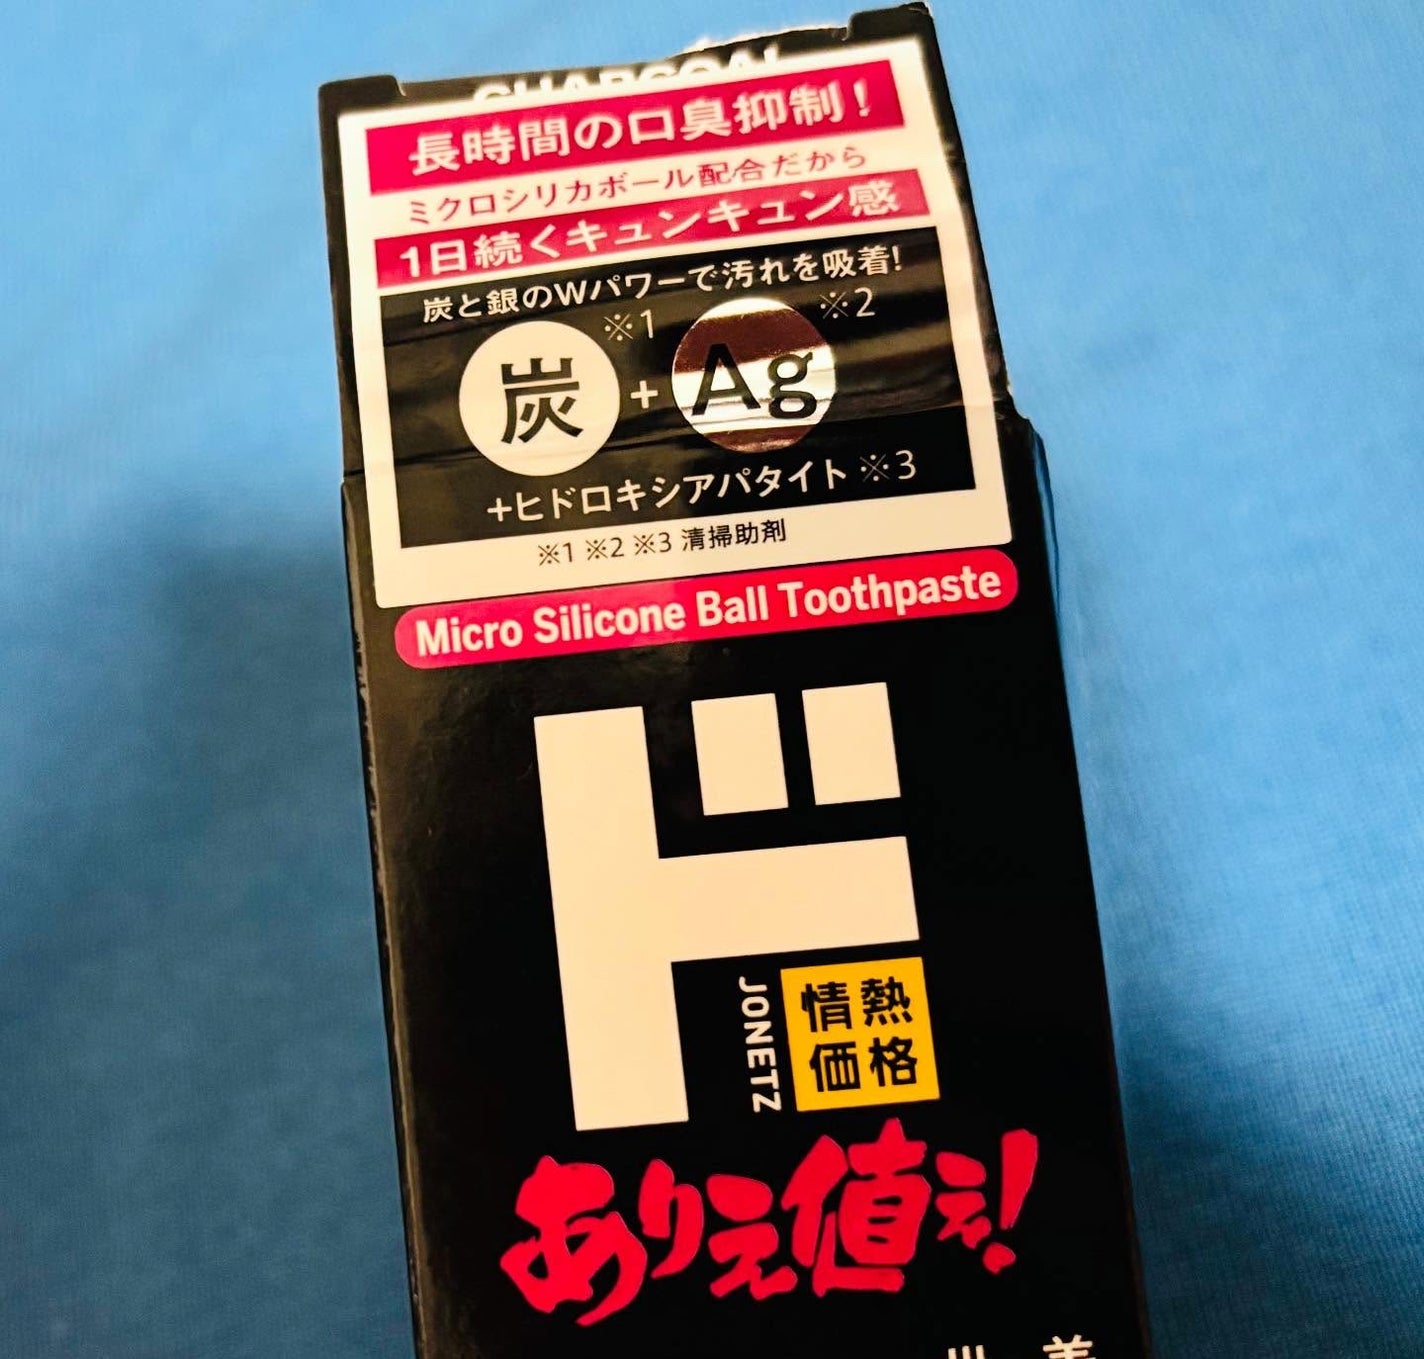 CHARCOAL
長時間の口臭抑制！
ミクロシリカボール配合だから
1日続くキュンキュン感
炭と銀のWパワーで汚れを吸着！
炭 ※1 + Ag ※2
+ヒドロキシアパタイト ※3
※1 ※2 ※3 清掃助剤
Micro Silicone Ball Toothpaste
ド
JONETZ
情熱
価格
ありえ値ぇ!